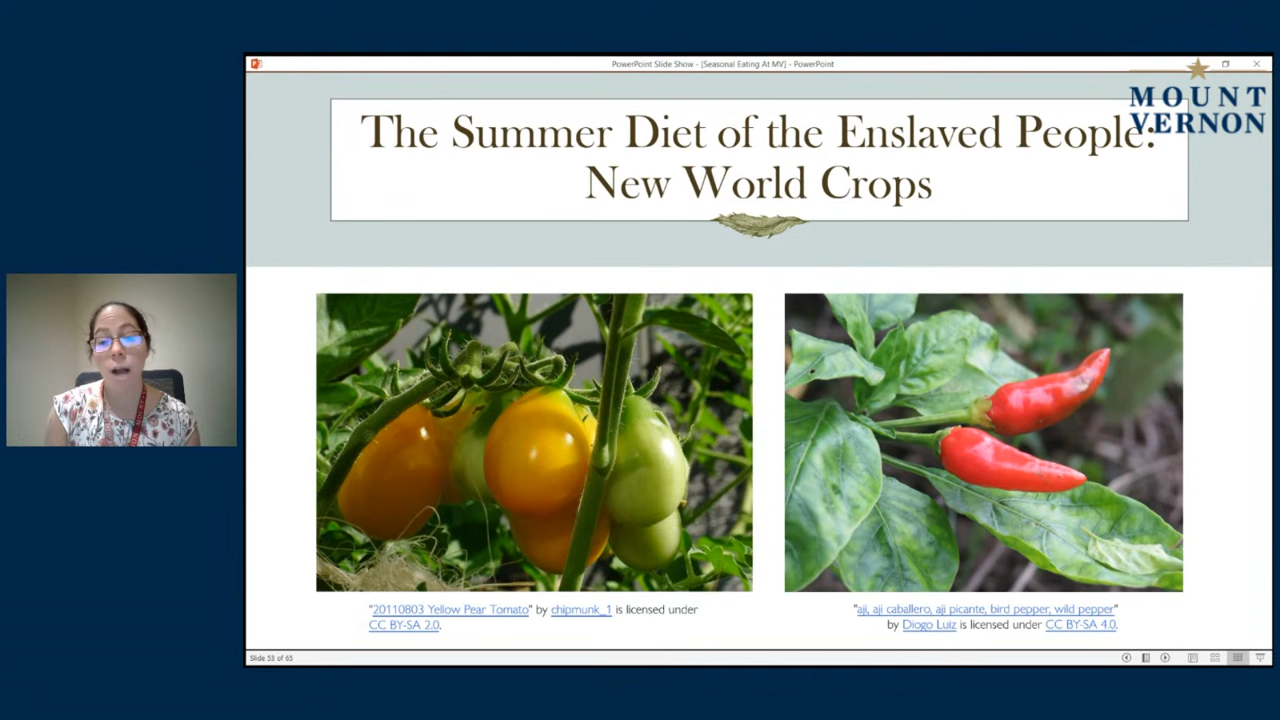 PowerPoint Slide Show - [Seasonal Eating At MV] - PowerPoint
MOUNT
VERNON
The Summer Diet of the Enslaved People:
New World Crops
"20110803 Yellow Pear Tomato" by chipmunk_1 is licensed under
CC BY-SA 2.0.
"aji, aji caballero, aji picante, bird pepper, wild pepper"
by Diogo Luiz is licensed under CC BY-SA 4.0.
Slide 53 of 65